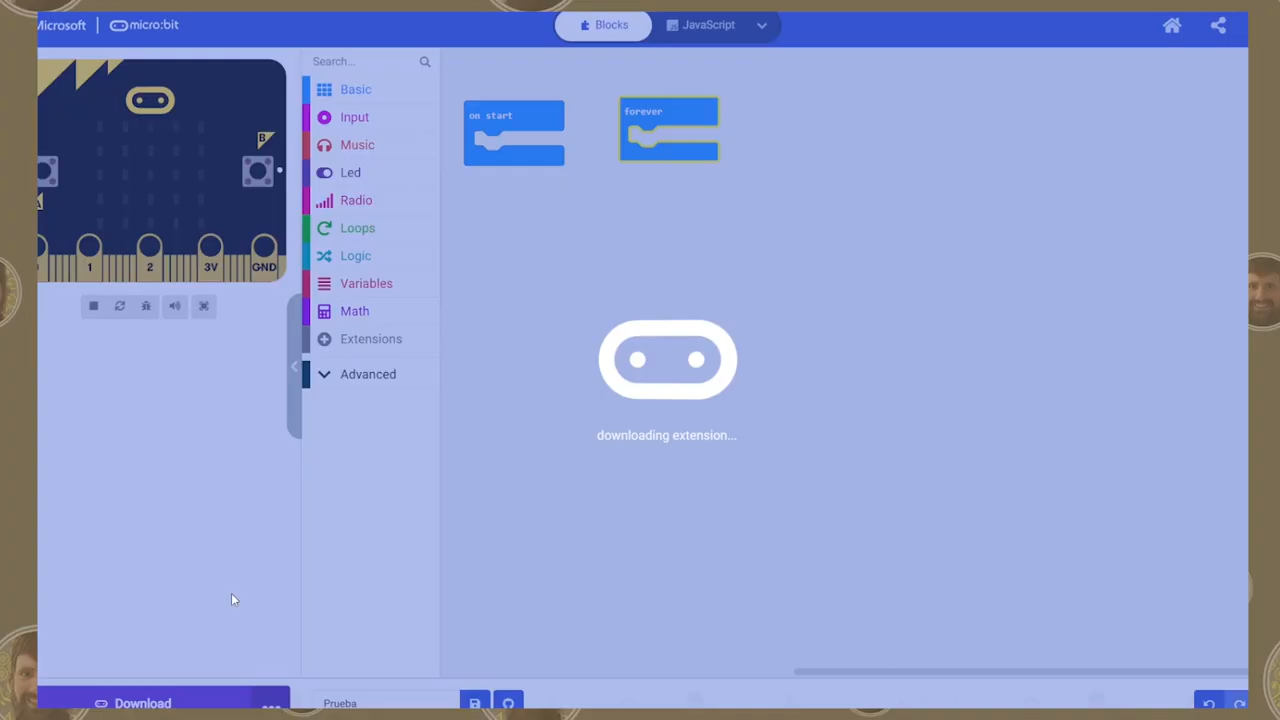 Microsoft | micro:bit
Blocks
JavaScript
Search...
Basic
Input
Music
Led
Radio
Loops
Logic
Variables
Math
Extensions
Advanced
B
A
1 2 3V GND
on start
forever
downloading extension...
Download
Prueba